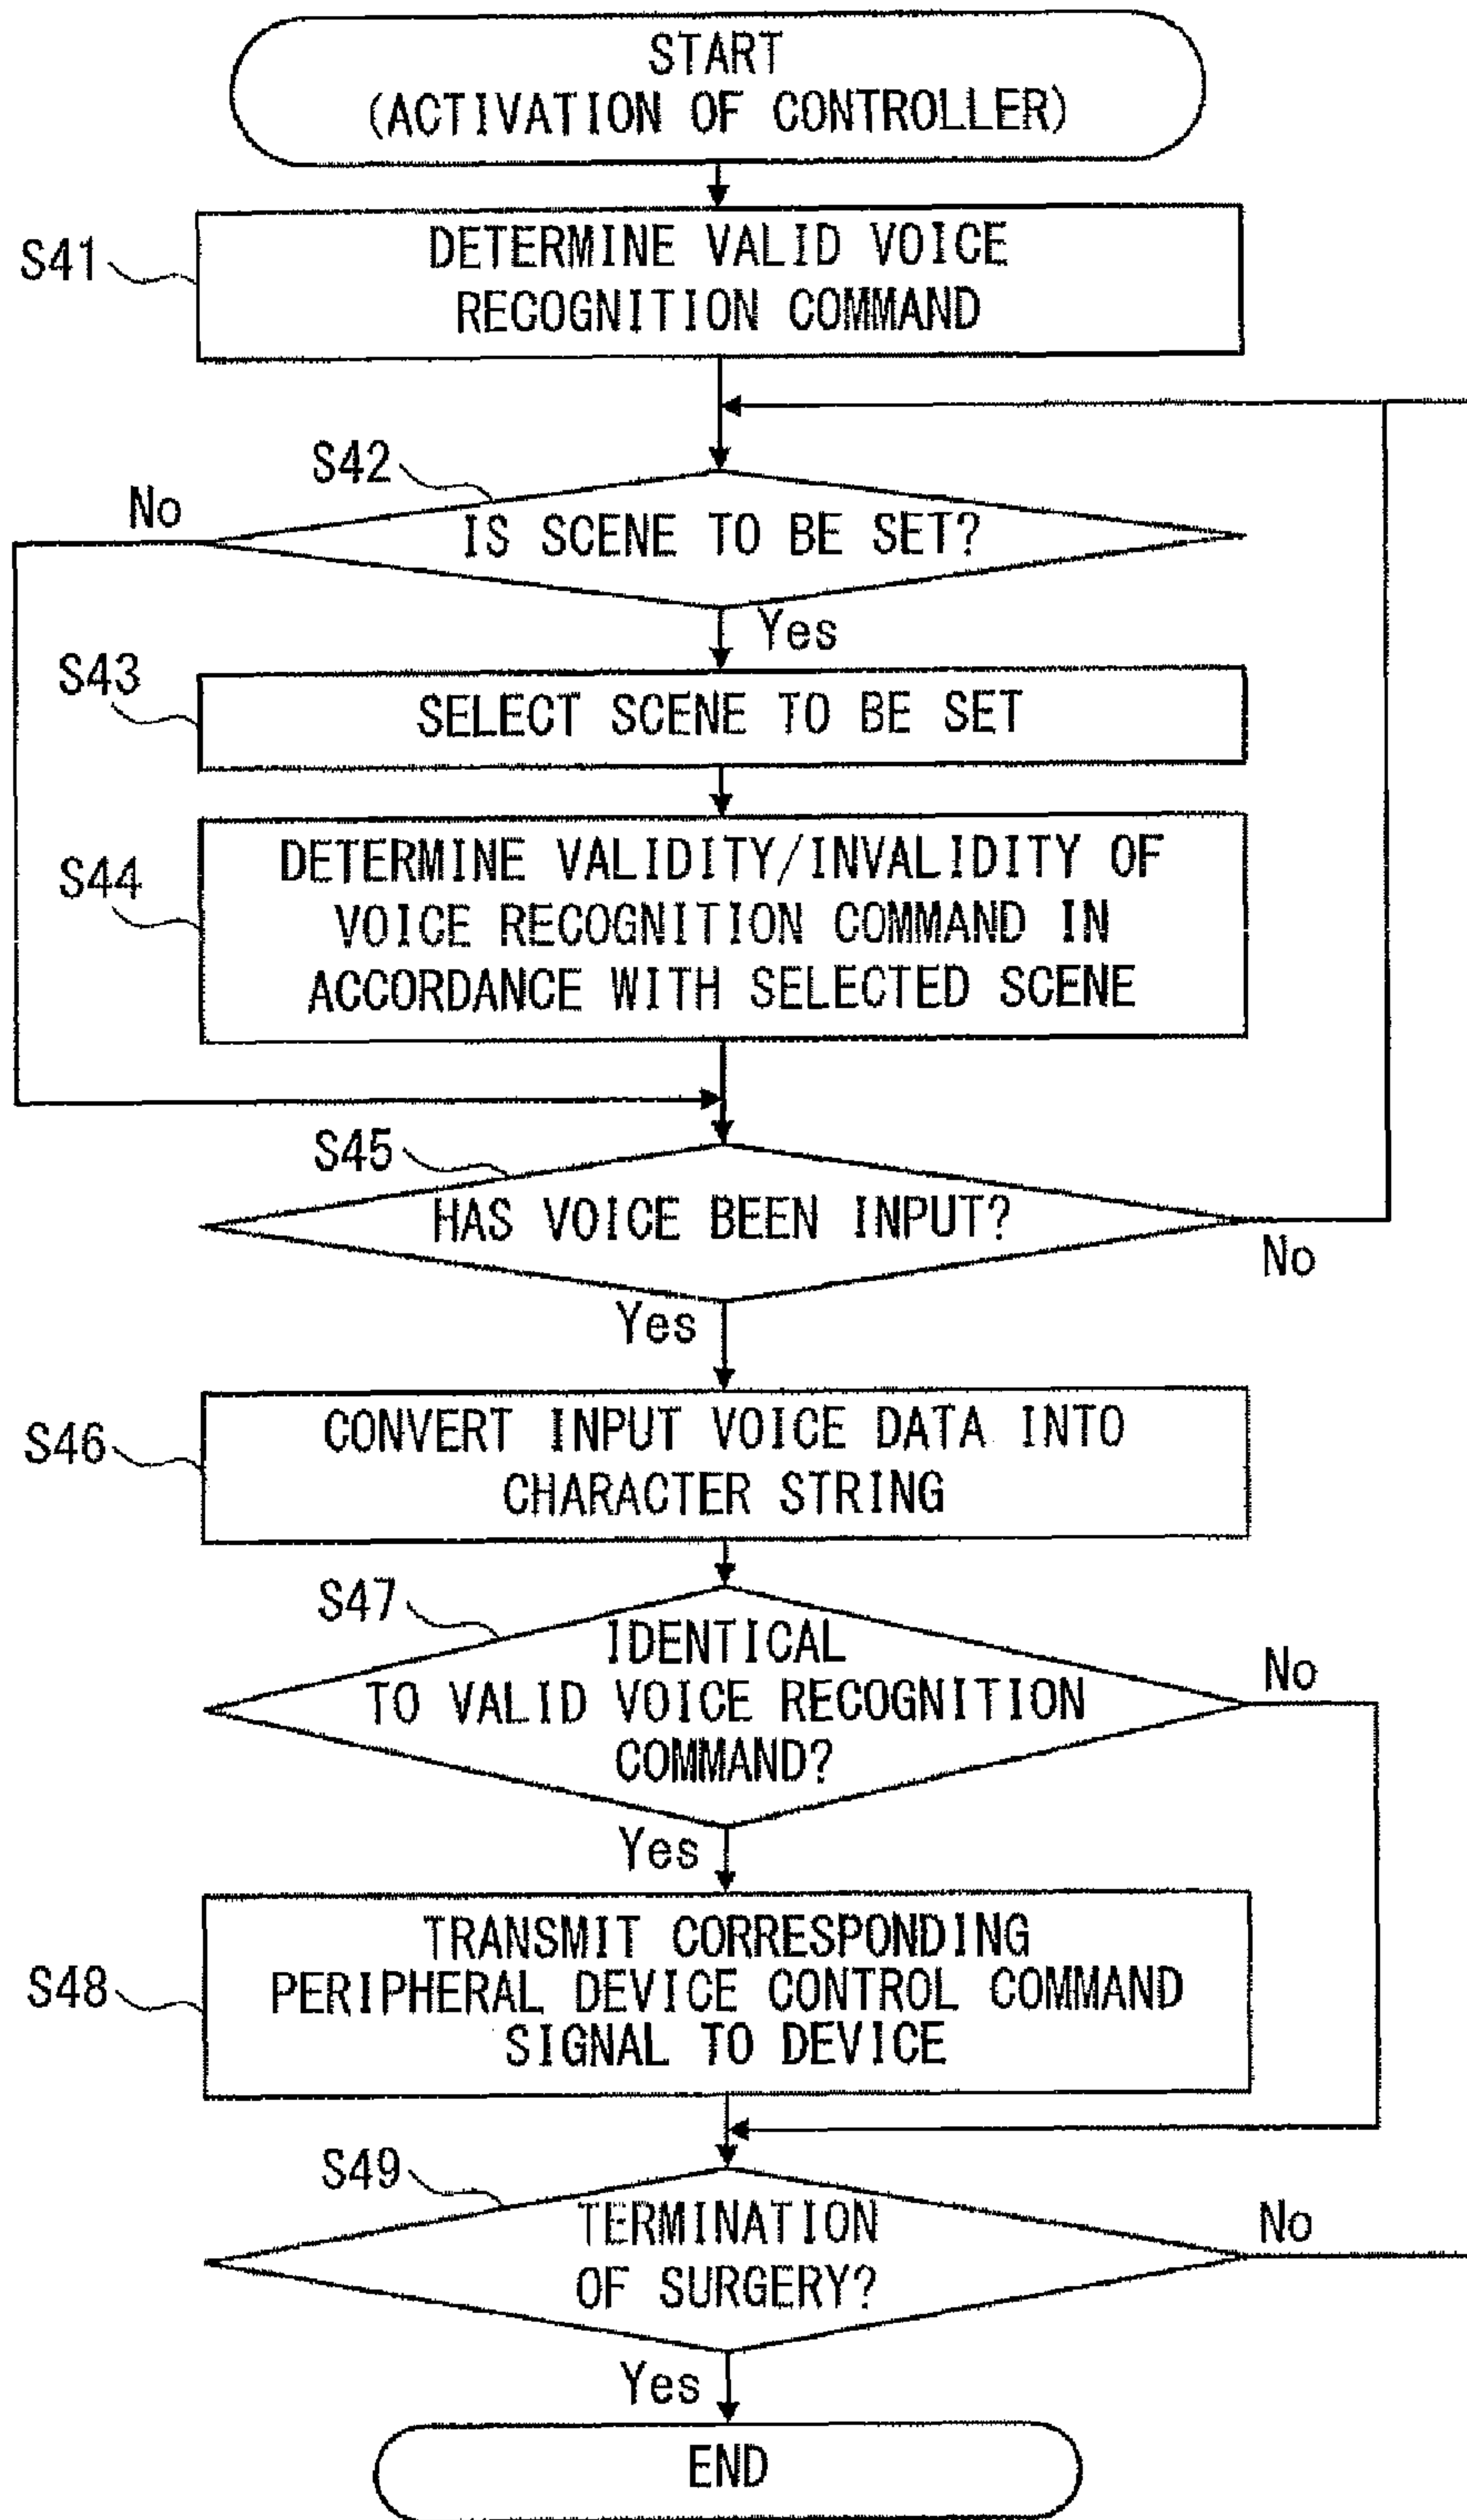 START
(ACTIVATION OF CONTROLLER)
S41
DETERMINE VALID VOICE
RECOGNITION COMMAND
S42
No
IS SCENE TO BE SET?
Yes
S43
SELECT SCENE TO BE SET
S44
DETERMINE VALIDITY/INVALIDITY OF
VOICE RECOGNITION COMMAND IN
ACCORDANCE WITH SELECTED SCENE
S45
HAS VOICE BEEN INPUT?
No
Yes
S46
CONVERT INPUT VOICE DATA INTO
CHARACTER STRING
S47
IDENTICAL
TO VALID VOICE RECOGNITION
COMMAND?
No
Yes
S48
TRANSMIT CORRESPONDING
PERIPHERAL DEVICE CONTROL COMMAND
SIGNAL TO DEVICE
S49
TERMINATION
OF SURGERY?
No
Yes
END